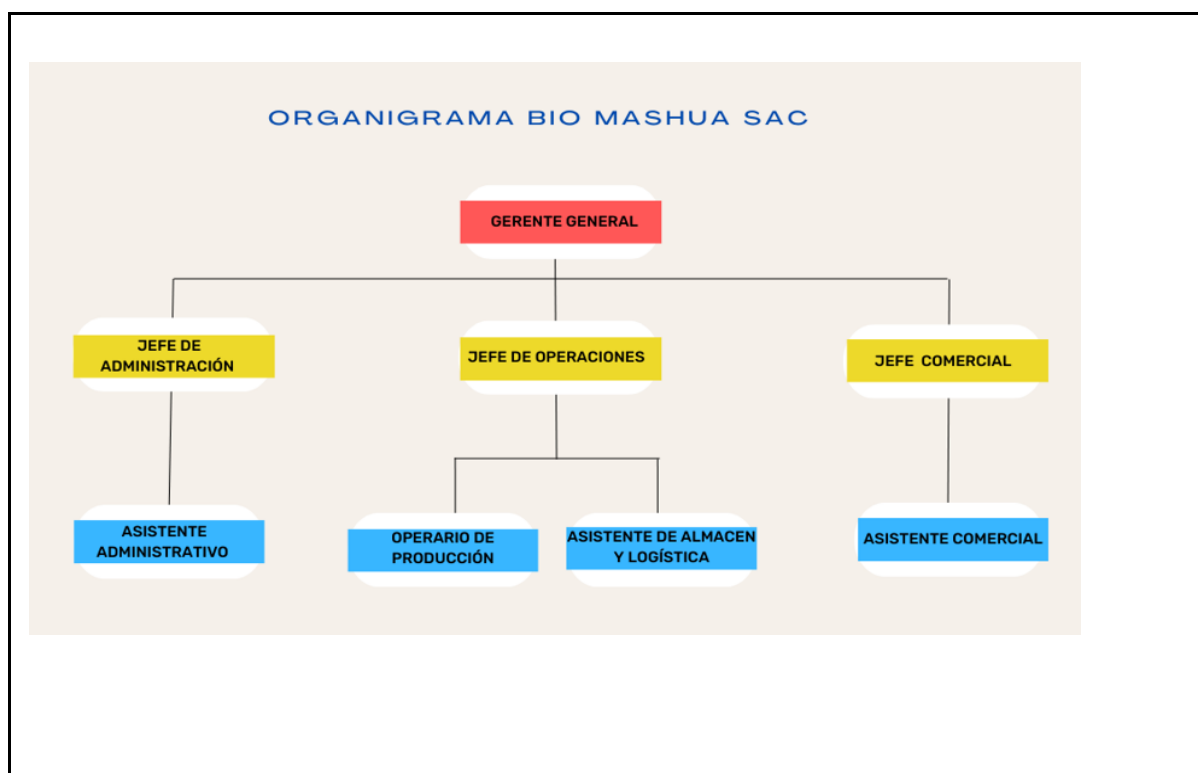 ORGANIGRAMA BIO MASHUA SAC
GERENTE GENERAL
JEFE DE
ADMINISTRACIÓN
JEFE DE OPERACIONES
JEFE COMERCIAL
ASISTENTE
ADMINISTRATIVO
OPERARIO DE
PRODUCCIÓN
ASISTENTE DE ALMACEN
Y LOGÍSTICA
ASISTENTE COMERCIAL